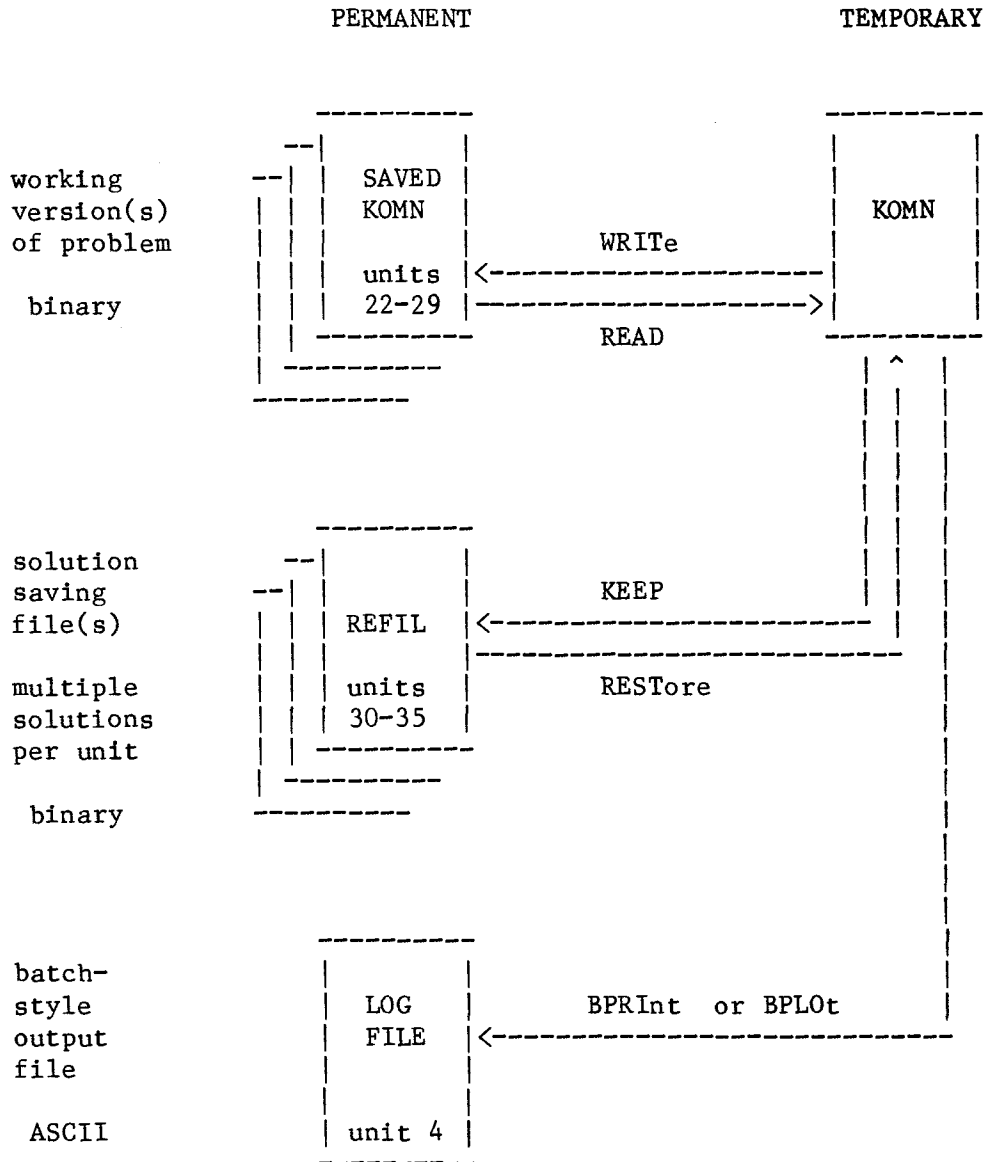 PERMANENT TEMPORARY
working
version(s)
of problem
binary
SAVED
KOMN
units
22-29
WRITe
READ
KOMN
solution
saving
file(s)
multiple
solutions
per unit
binary
REFIL
units
30-35
KEEP
RESTore
batch-
style
output
file
ASCII
LOG
FILE
unit 4
BPRInt or BPLOt